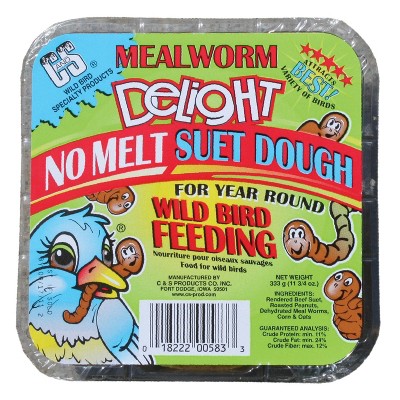 C and S
WILD BIRD
SPECIALTY PRODUCTS
MEALWORM
DELIGHT
ATTRACTS
BEST!
VARIETY OF BIRDS
NO MELT SUET DOUGH
FOR YEAR ROUND
WILD BIRD
FEEDING
Nourriture pour oiseaux sauvages
Food for wild birds
MANUFACTURED BY
C & S PRODUCTS CO. INC.
FORT DODGE, IOWA 50501
www.cs-prod.com
NET WEIGHT
333 g (11 3/4 oz.)
INGREDIENTS:
Rendered Beef Suet,
Roasted Peanuts,
Dehydrated Meal Worms,
Corn & Oats
GUARANTEED ANALYSIS:
Crude Protein: min. 11%
Crude Fat: min. 24%
Crude Fiber: max. 12%
0 18222 00583 3